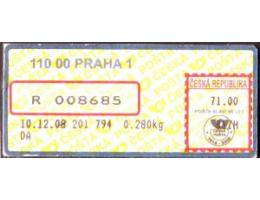 110 00 PRAHA 1
ČESKÁ REPUBLIKA
R 008685
71.00
10.12.08 201 794 0.280kg
DA